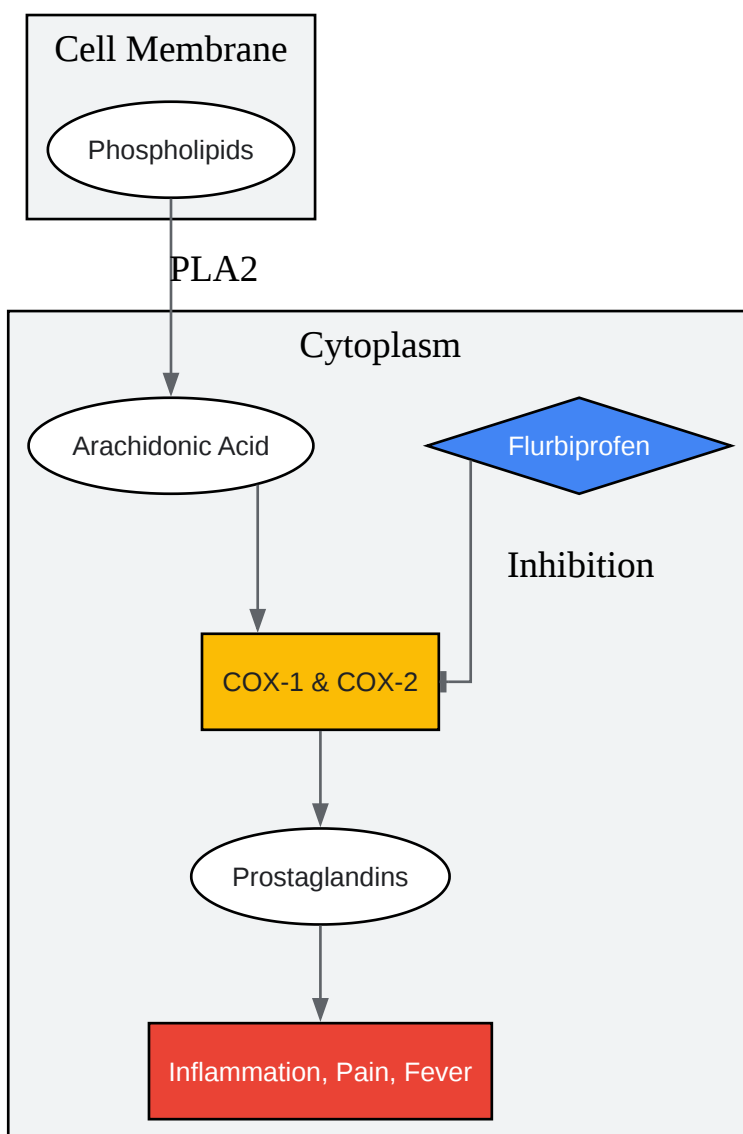 Cell Membrane
Phospholipids
PLA2
Cytoplasm
Arachidonic Acid
Flurbiprofen
Inhibition
COX-1 & COX-2
Prostaglandins
Inflammation, Pain, Fever